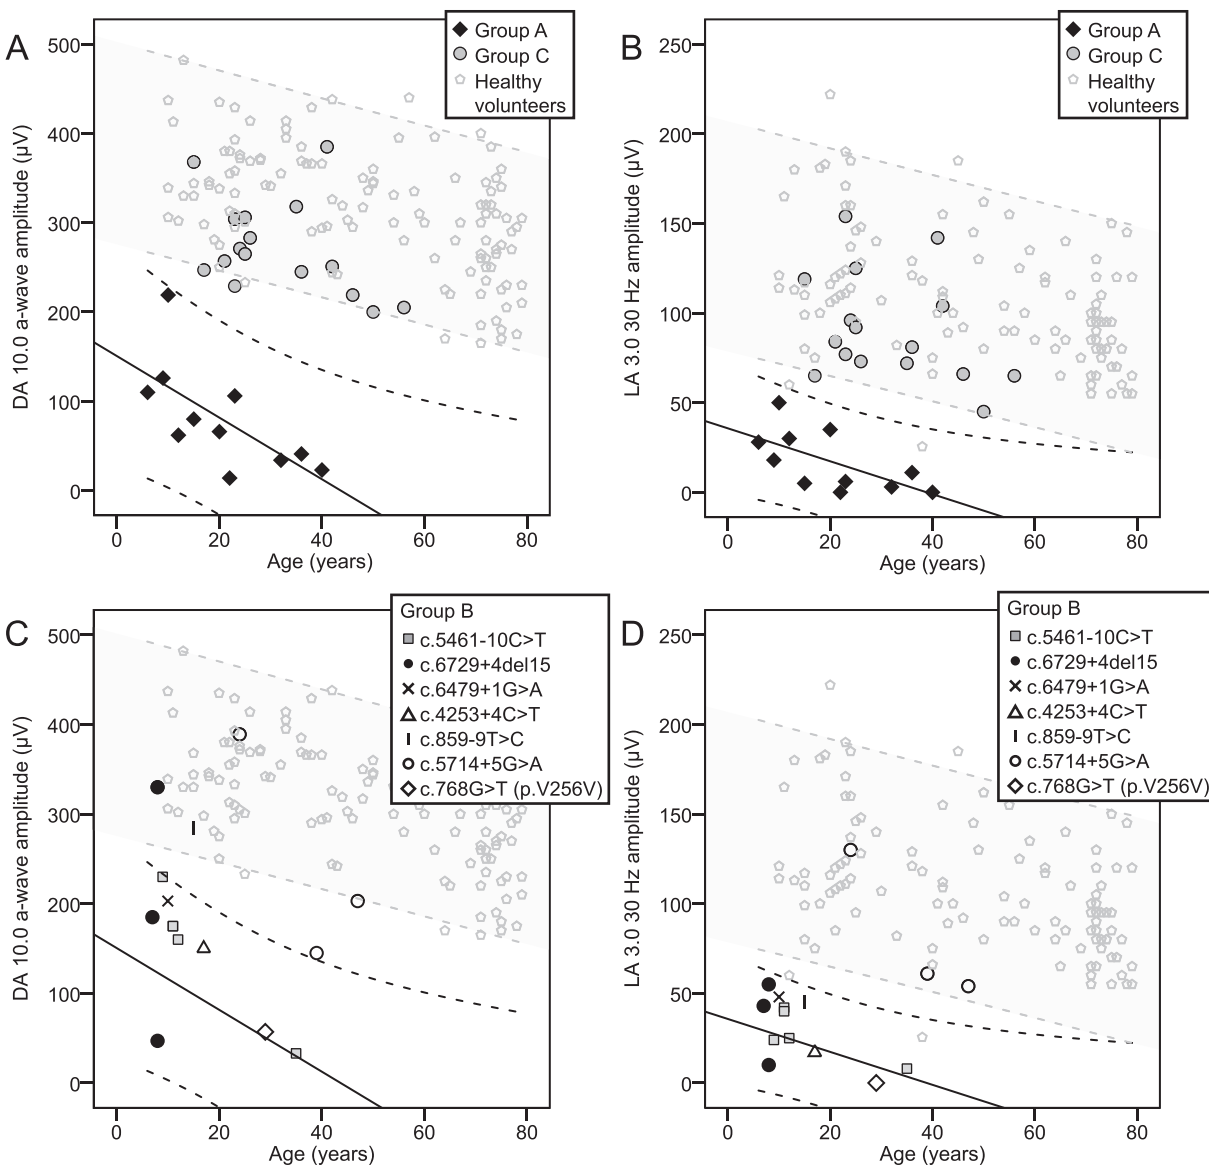 A
DA 10.0 a-wave amplitude (µV)
500
400
300
200
100
0
0 20 40 60 80
Age (years)
Group A
Group C
Healthy
volunteers
B
LA 3.0 30 Hz amplitude (µV)
250
200
150
100
50
0
0 20 40 60 80
Age (years)
Group A
Group C
Healthy
volunteers
C
DA 10.0 a-wave amplitude (µV)
500
400
300
200
100
0
0 20 40 60 80
Age (years)
Group B
c.5461-10C>T
c.6729+4del15
c.6479+1G>A
c.4253+4C>T
c.859-9T>C
c.5714+5G>A
c.768G>T (p.V256V)
D
LA 3.0 30 Hz amplitude (µV)
250
200
150
100
50
0
0 20 40 60 80
Age (years)
Group B
c.5461-10C>T
c.6729+4del15
c.6479+1G>A
c.4253+4C>T
c.859-9T>C
c.5714+5G>A
c.768G>T (p.V256V)